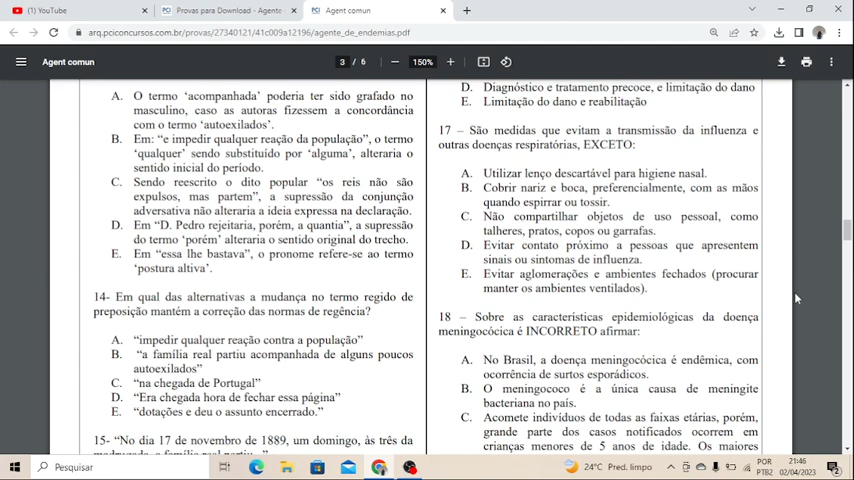 (1) YouTube
Provas para Download - Agente
Agent comun
arq.pciconcursos.com.br/provas/27340121/41c009a12196/agente_de_endemias.pdf
Agent comun
3 / 6
150%
A. O termo 'acompanhada' poderia ter sido grafado no
masculino, caso as autoras fizessem a concordância
com o termo 'autoexilados'.
B. Em: "e impedir qualquer reação da população", o termo
'qualquer' sendo substituído por 'alguma', alteraria o
sentido inicial do período.
C. Sendo reescrito o dito popular "os reis não são
expulsos, mas partem", a supressão da conjunção
adversativa não alteraria a ideia expressa na declaração.
D. Em "D. Pedro rejeitaria, porém, a quantia", a supressão
do termo 'porém' alteraria o sentido original do trecho.
E. Em "essa lhe bastava", o pronome refere-se ao termo
'postura altiva'.
14- Em qual das alternativas a mudança no termo regido de
preposição mantém a correção das normas de regência?
A. "impedir qualquer reação contra a população"
B. "a família real partiu acompanhada de alguns poucos
autoexilados"
C. "na chegada de Portugal"
D. "Era chegada hora de fechar essa página"
E. "dotações e deu o assunto encerrado."
15- "No dia 17 de novembro de 1889, um domingo, às três da
madrugada, a família real partiu..."
D. Diagnóstico e tratamento precoce, e limitação do dano
E. Limitação do dano e reabilitação
17 – São medidas que evitam a transmissão da influenza e
outras doenças respiratórias, EXCETO:
A. Utilizar lenço descartável para higiene nasal.
B. Cobrir nariz e boca, preferencialmente, com as mãos
quando espirrar ou tossir.
C. Não compartilhar objetos de uso pessoal, como
talheres, pratos, copos ou garrafas.
D. Evitar contato próximo a pessoas que apresentem
sinais ou sintomas de influenza.
E. Evitar aglomerações e ambientes fechados (procurar
manter os ambientes ventilados).
18 – Sobre as características epidemiológicas da doença
meningocócica é INCORRETO afirmar:
A. No Brasil, a doença meningocócica é endêmica, com
ocorrência de surtos esporádicos.
B. O meningococo é a única causa de meningite
bacteriana no país.
C. Acomete indivíduos de todas as faixas etárias, porém,
grande parte dos casos notificados ocorrem em
crianças menores de 5 anos de idade. Os maiores
Pesquisar
24°C Pred. limpo
POR
PTB2
21:46
02/04/2023
2